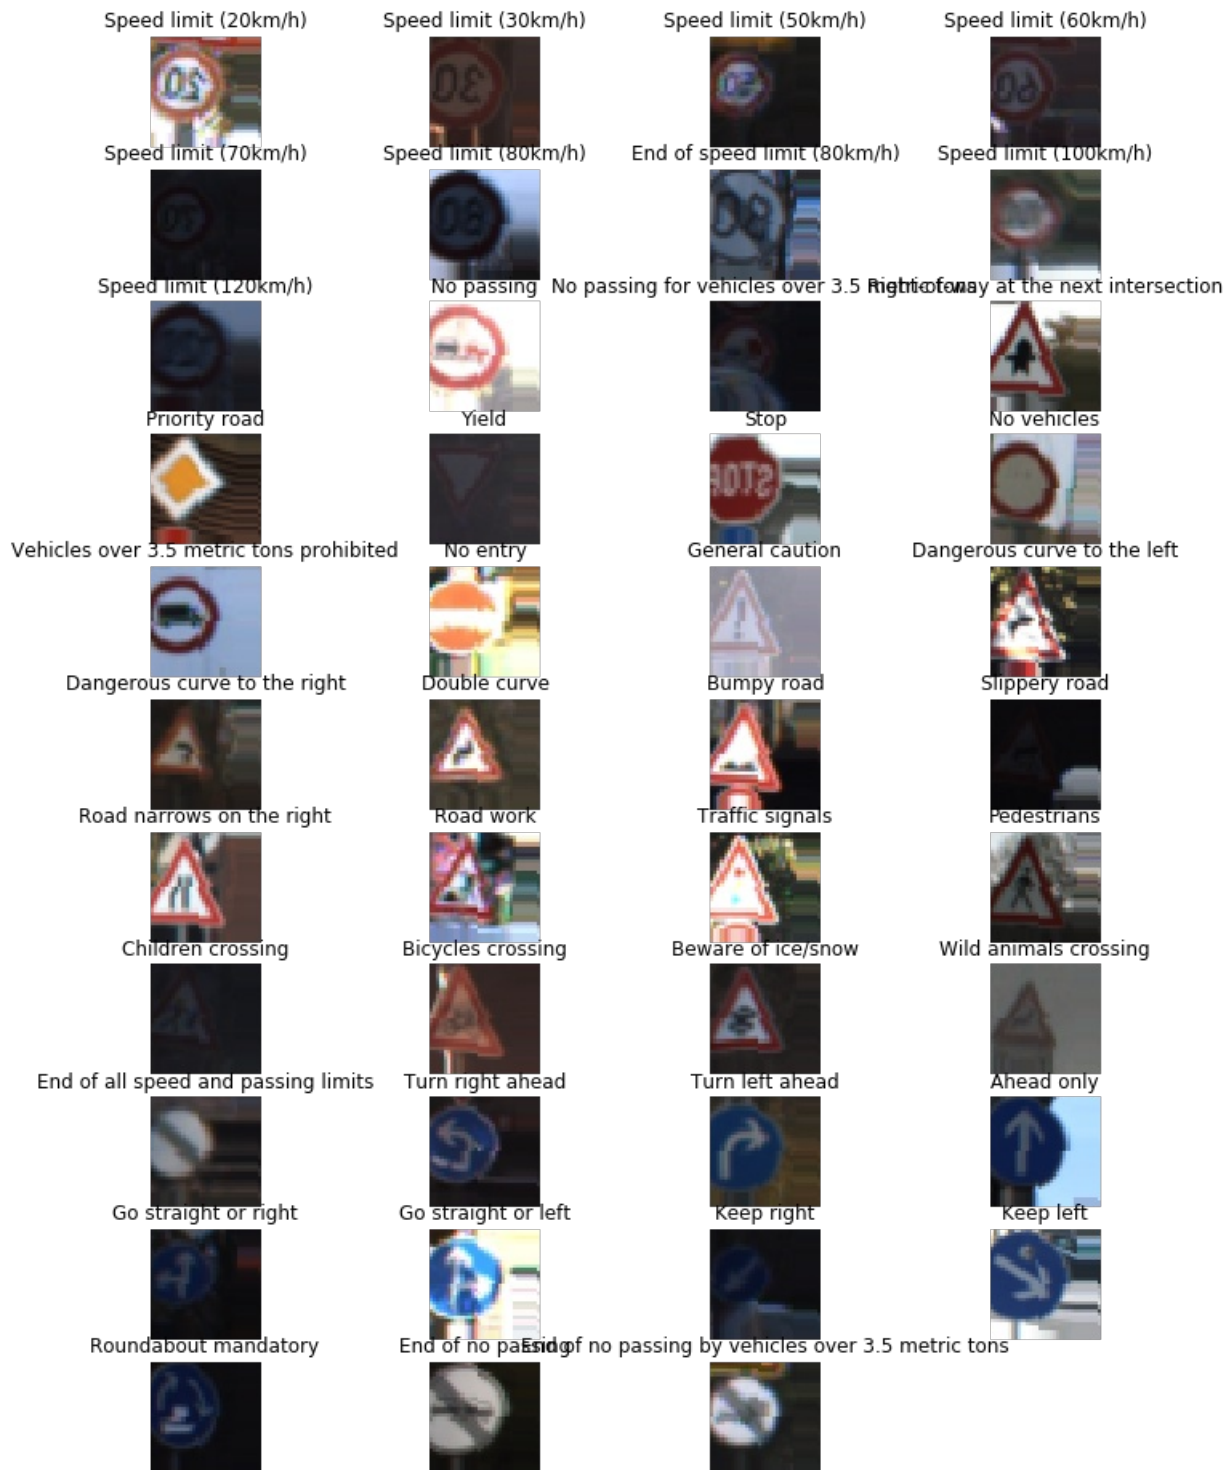 Speed limit (20km/h) Speed limit (30km/h) Speed limit (50km/h) Speed limit (60km/h)
20 30 50 60
Speed limit (70km/h) Speed limit (80km/h) End of speed limit (80km/h) Speed limit (100km/h)
70 80 80
Speed limit (120km/h) No passing No passing for vehicles over 3.5 metric tons Right-of-way at the next intersection
Priority road Yield Stop No vehicles
STOP
Vehicles over 3.5 metric tons prohibited No entry General caution Dangerous curve to the left
Dangerous curve to the right Double curve Bumpy road Slippery road
Road narrows on the right Road work Traffic signals Pedestrians
Children crossing Bicycles crossing Beware of ice/snow Wild animals crossing
End of all speed and passing limits Turn right ahead Turn left ahead Ahead only
Go straight or right Go straight or left Keep right Keep left
Roundabout mandatory End of no passing End of no passing by vehicles over 3.5 metric tons